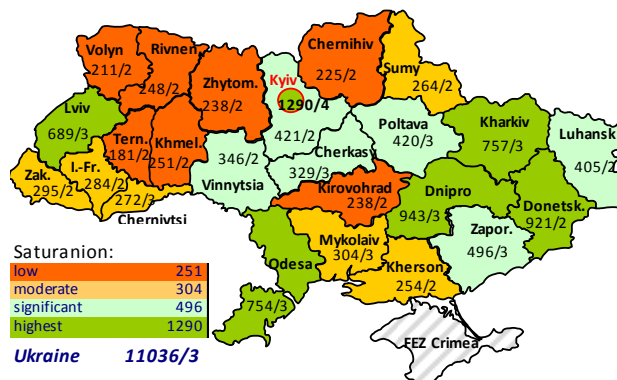 Volyn
211/2
Rivnen.
248/2
Zhytom.
238/2
Kyiv
1290/4
421/2
Chernihiv
225/2
Sumy
264/2
Lviv
689/3
Tern.
181/2
Khmel.
251/2
346/2
Vinnytsia
Cherkasy
329/3
Poltava
420/3
Kharkiv
757/3
Luhansk
405/2
Zak.
295/2
I.-Fr.
284/2
272/3
Chernivtsi
Kirovohrad
238/2
Dnipro
943/3
Donetsk.
921/2
Zapor.
496/3
Mykolaiv
304/3
Kherson
254/2
Odesa
754/3
FEZ Crimea
Saturanion:
low 251
moderate 304
significant 496
highest 1290
Ukraine 11036/3